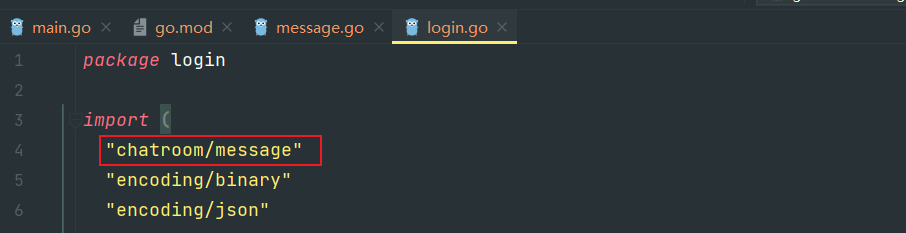 main.go go.mod message.go login.go
1 package login
2
3 import (
4 "chatroom/message"
5 "encoding/binary"
6 "encoding/json"